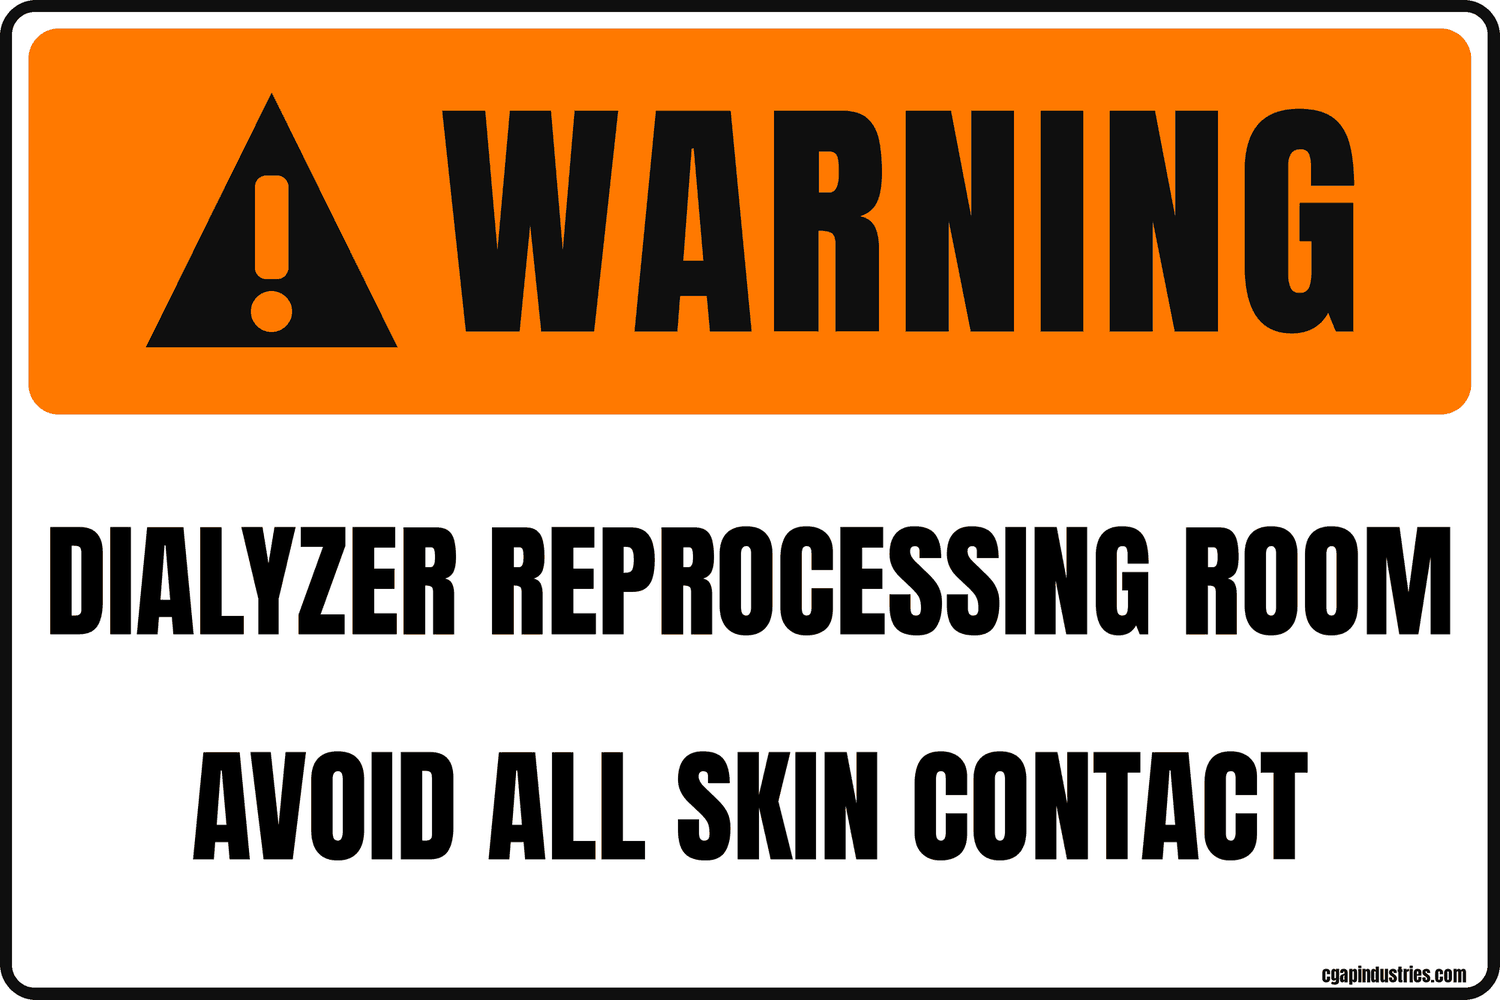 WARNING
DIALYZER REPROCESSING ROOM
AVOID ALL SKIN CONTACT
cgapindustries.com